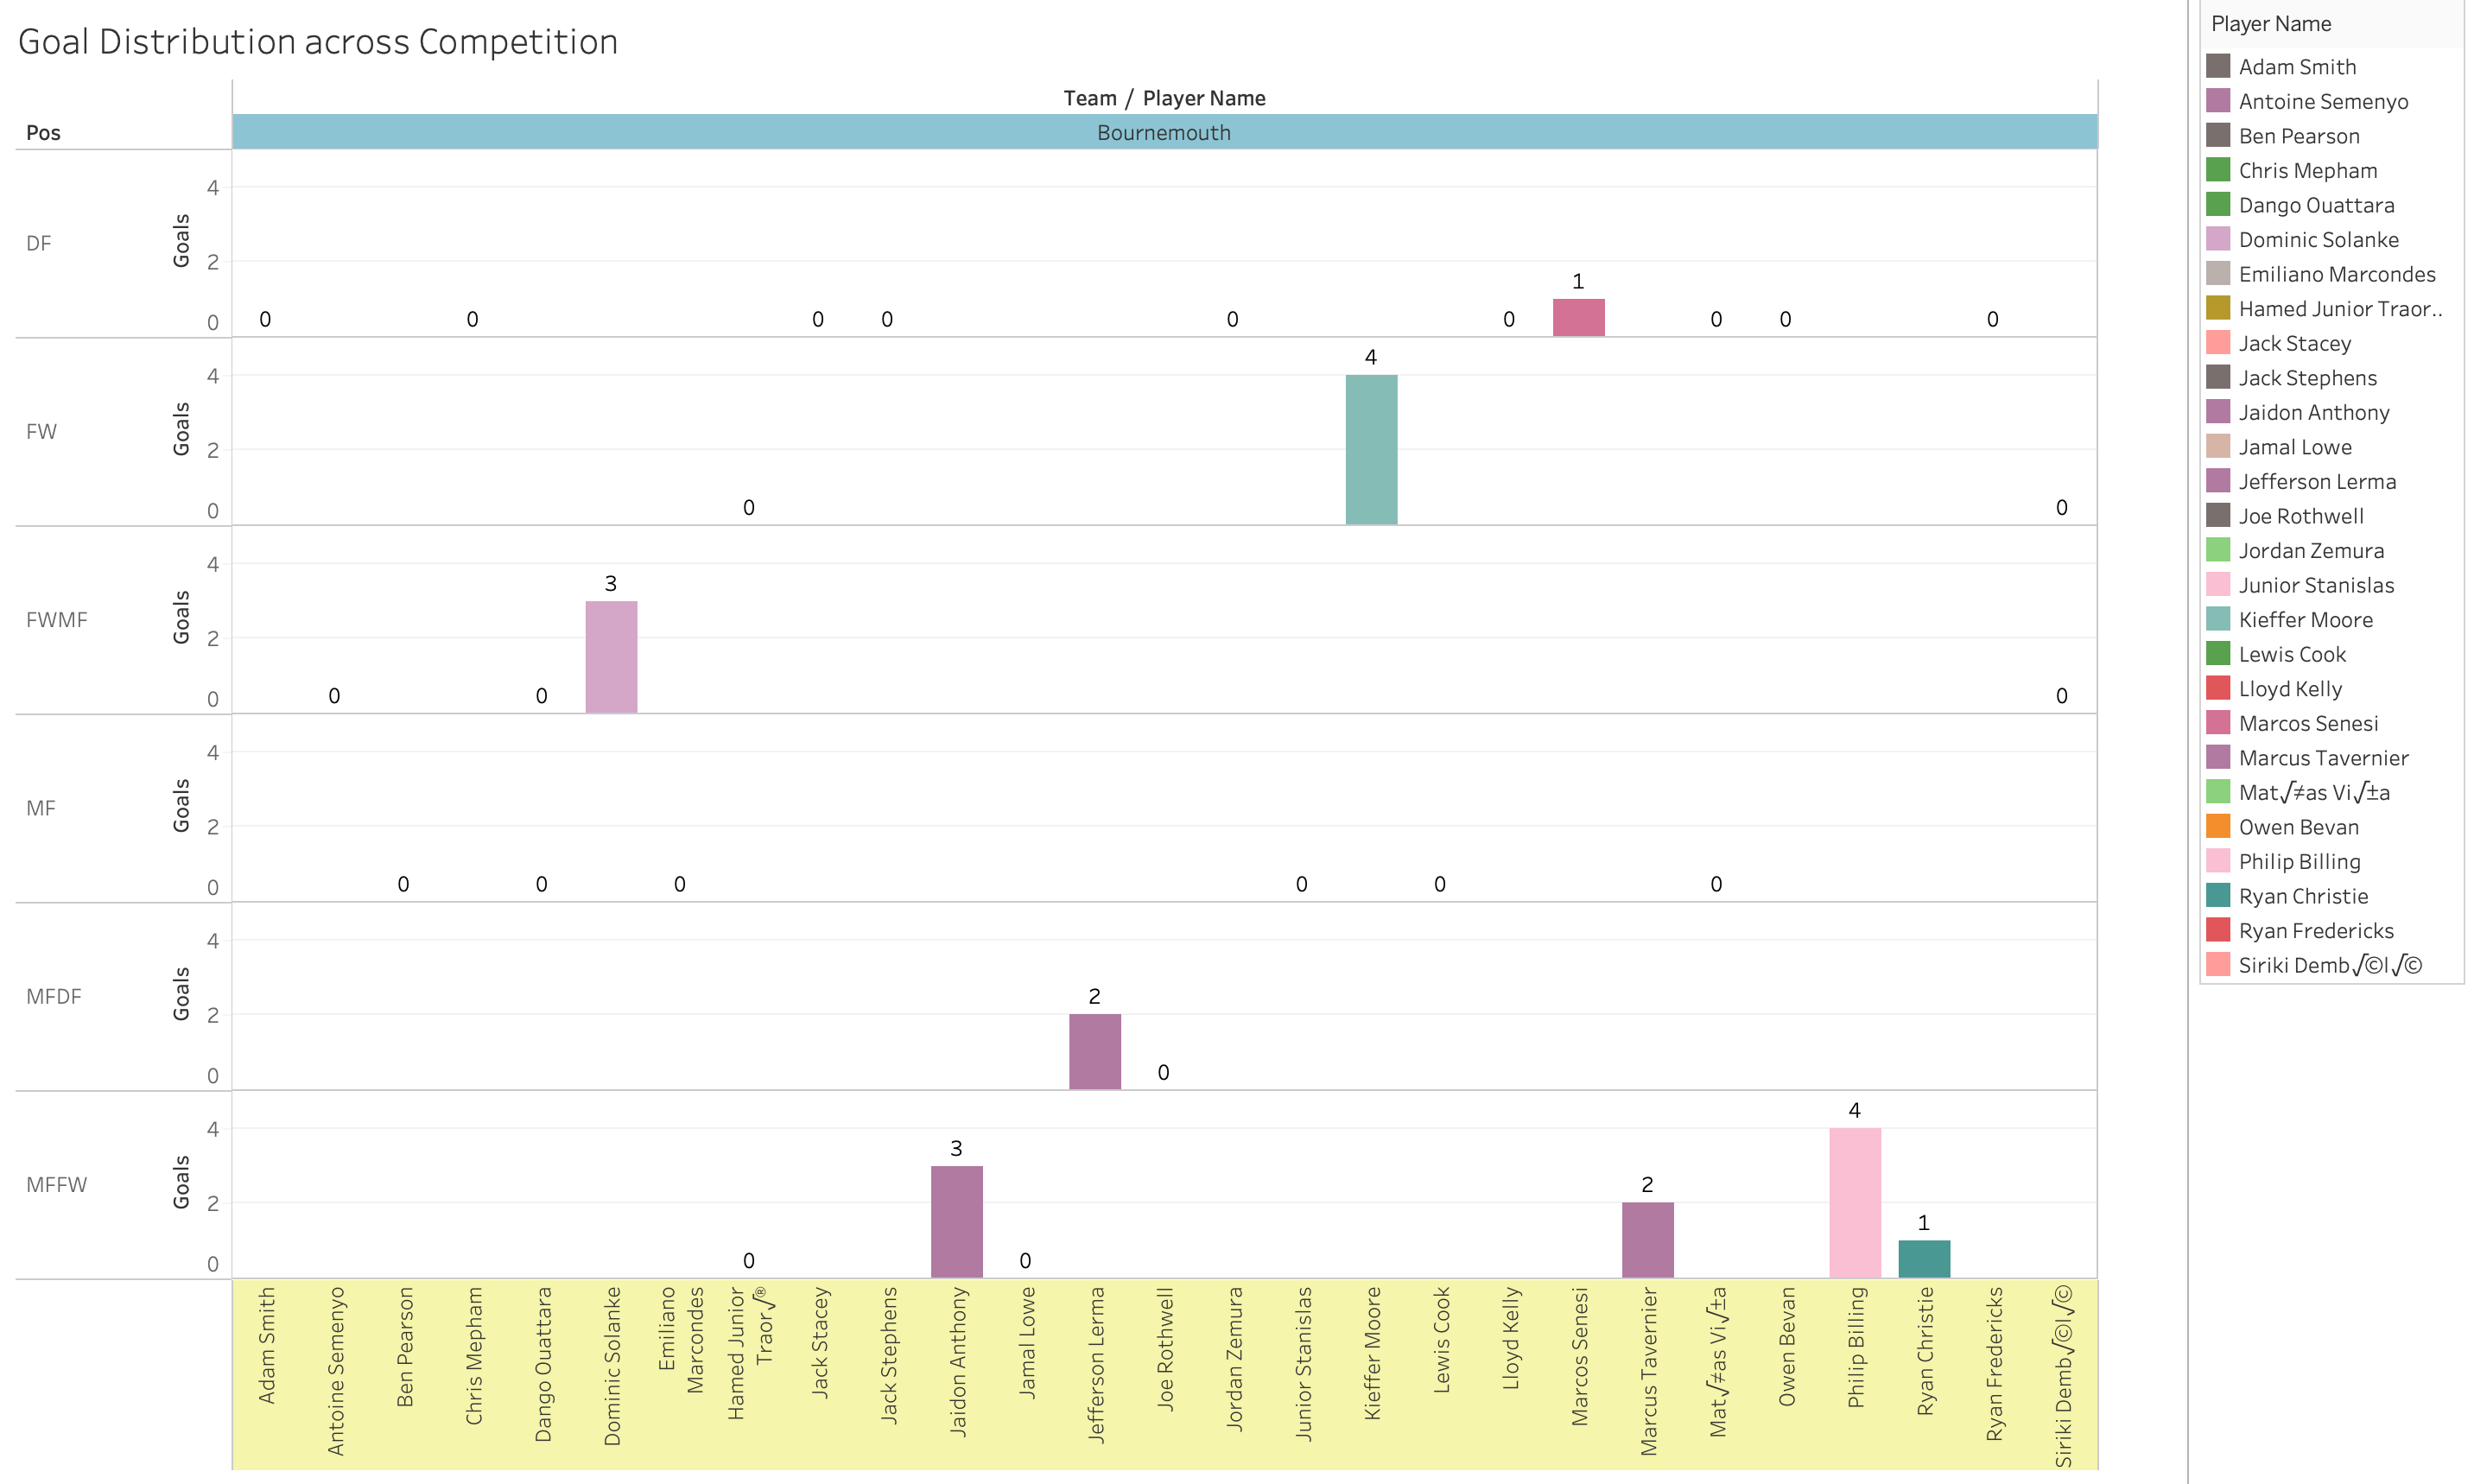 Goal Distribution across Competition
Team / Player Name
Pos
Bournemouth
DF
Goals
4
2
0
0
0
0
0
0
0
1
0
0
0
FW
Goals
4
2
0
0
4
0
FWMF
Goals
4
2
0
0
0
3
0
MF
Goals
4
2
0
0
0
0
0
0
0
MFDF
Goals
4
2
0
2
0
MFFW
Goals
4
2
0
0
3
0
2
4
1
Adam Smith
Antoine Semenyo
Ben Pearson
Chris Mepham
Dango Ouattara
Dominic Solanke
Emiliano
Marcondes
Hamed Junior
Traor√®
Jack Stacey
Jack Stephens
Jaidon Anthony
Jamal Lowe
Jefferson Lerma
Joe Rothwell
Jordan Zemura
Junior Stanislas
Kieffer Moore
Lewis Cook
Lloyd Kelly
Marcos Senesi
Marcus Tavernier
Mat√≠as Vi√±a
Owen Bevan
Philip Billing
Ryan Christie
Ryan Fredericks
Siriki Demb√©l√©
Player Name
Adam Smith
Antoine Semenyo
Ben Pearson
Chris Mepham
Dango Ouattara
Dominic Solanke
Emiliano Marcondes
Hamed Junior Traor..
Jack Stacey
Jack Stephens
Jaidon Anthony
Jamal Lowe
Jefferson Lerma
Joe Rothwell
Jordan Zemura
Junior Stanislas
Kieffer Moore
Lewis Cook
Lloyd Kelly
Marcos Senesi
Marcus Tavernier
Mat√≠as Vi√±a
Owen Bevan
Philip Billing
Ryan Christie
Ryan Fredericks
Siriki Demb√©l√©